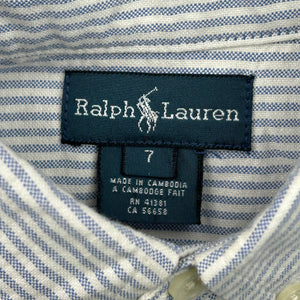 Ralph Lauren
7
MADE IN CAMBODIA
A CAMBODGE FAIT
RN 41381
CA 56658